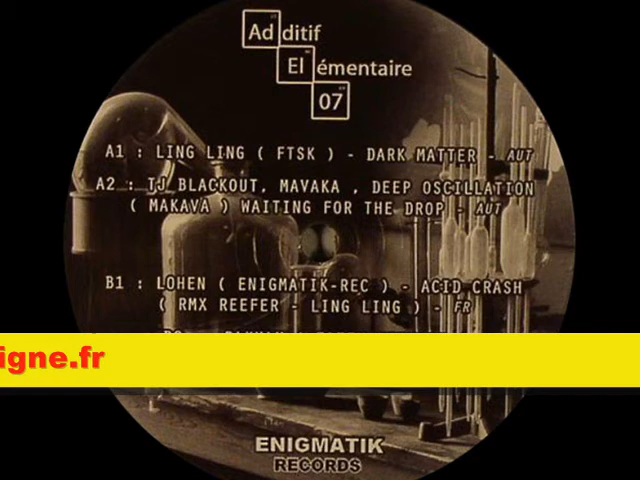 Ad ditif
El émentaire
07
A1 : LING LING ( FTSK ) - DARK MATTER - AUT
A2 : TJ BLACKOUT, MAVAKA , DEEP OSCILLATION
( MAKAVA ) WAITING FOR THE DROP - AUT
B1 : LOHEN ( ENIGMATIK-REC ) - ACID CRASH
( RMX REEFER - LING LING ) - FR
igne.fr
ENIGMATIK
RECORDS